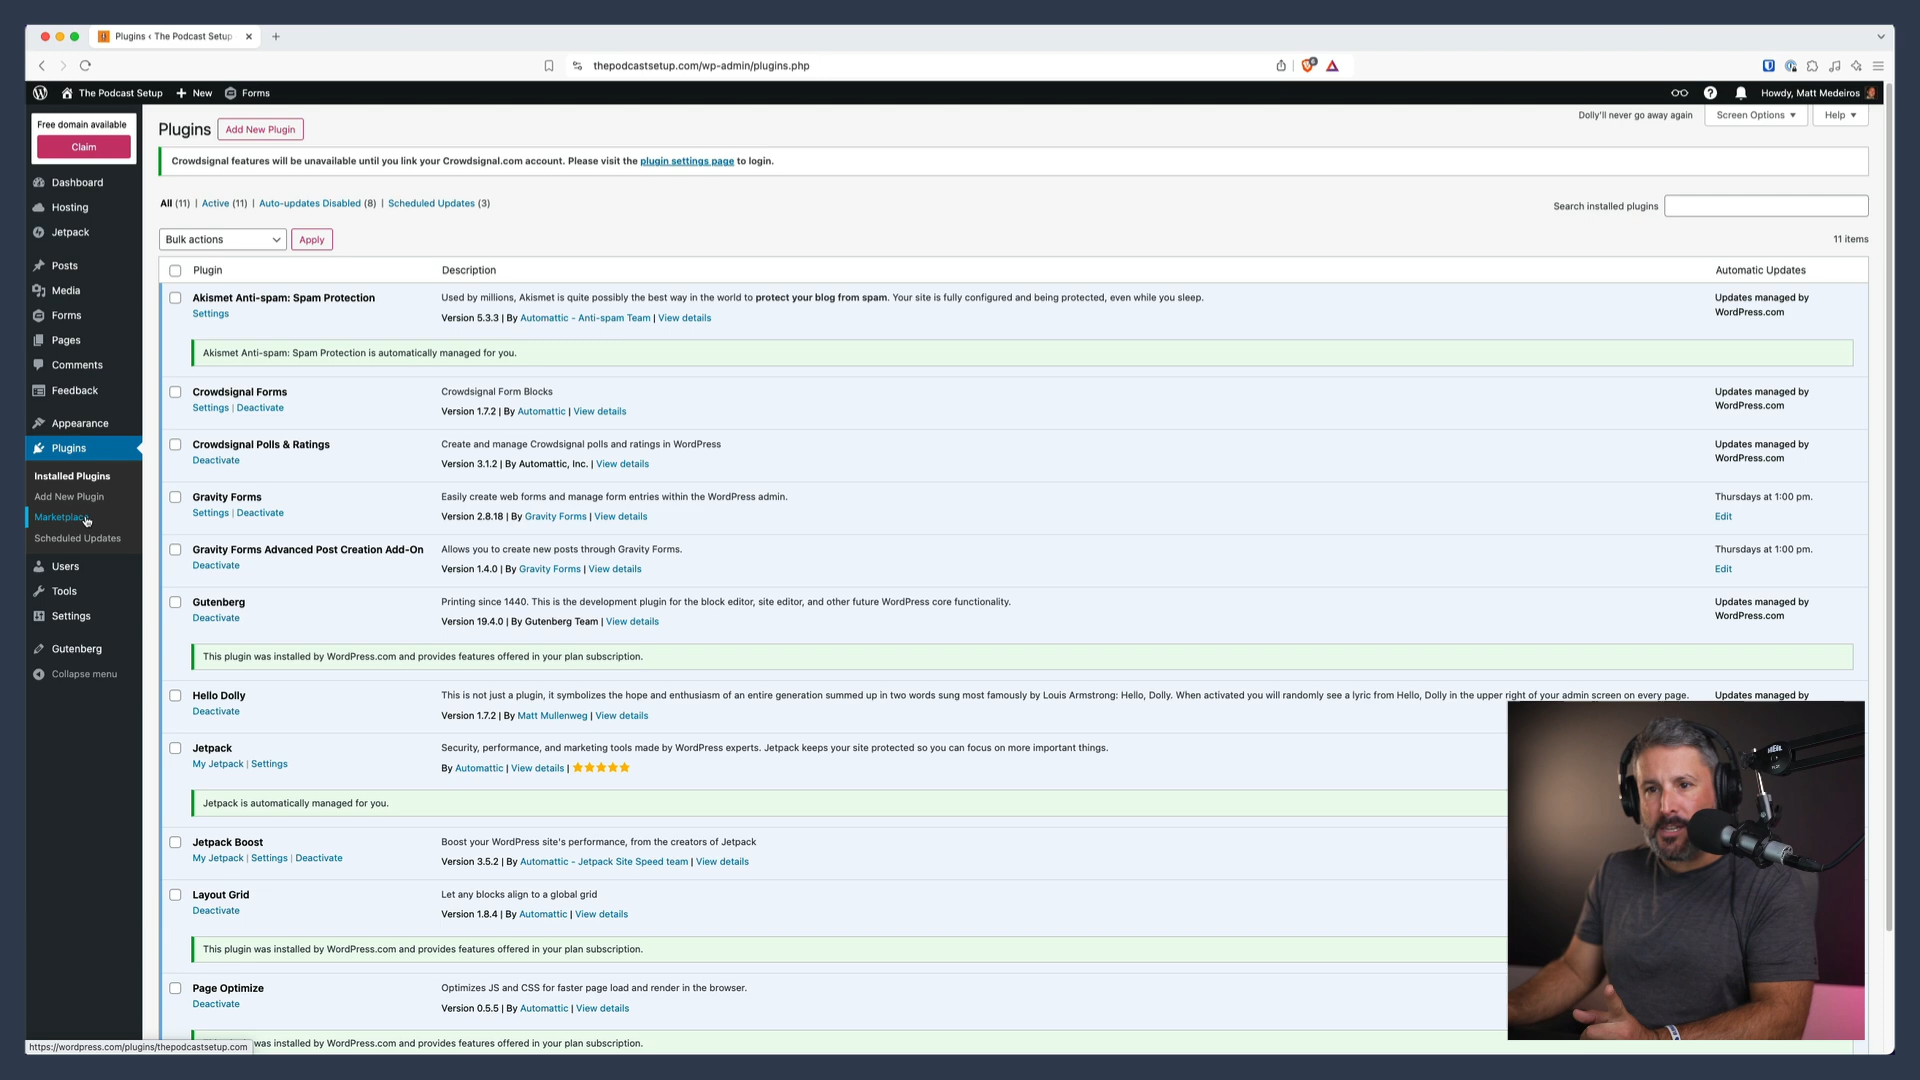 Plugins ‹ The Podcast Setup
thepodcastsetup.com/wp-admin/plugins.php
The Podcast Setup
New
Forms
Howdy, Matt Medeiros
Free domain available
Claim
Dashboard
Hosting
Jetpack
Posts
Media
Forms
Pages
Comments
Feedback
Appearance
Plugins
Installed Plugins
Add New Plugin
Marketplace
Scheduled Updates
Users
Tools
Settings
Gutenberg
Collapse menu
Plugins
Add New Plugin
Dolly'll never go away again
Screen Options
Help
Crowdsignal features will be unavailable until you link your Crowdsignal.com account. Please visit the plugin settings page to login.
All (11) | Active (11) | Auto-updates Disabled (8) | Scheduled Updates (3)
Search installed plugins
Bulk actions
Apply
11 items
Plugin
Description
Automatic Updates
Akismet Anti-spam: Spam Protection
Settings
Used by millions, Akismet is quite possibly the best way in the world to protect your blog from spam. Your site is fully configured and being protected, even while you sleep.
Version 5.3.3 | By Automattic - Anti-spam Team | View details
Updates managed by
WordPress.com
Akismet Anti-spam: Spam Protection is automatically managed for you.
Crowdsignal Forms
Settings | Deactivate
Crowdsignal Form Blocks
Version 1.7.2 | By Automattic | View details
Updates managed by
WordPress.com
Crowdsignal Polls & Ratings
Deactivate
Create and manage Crowdsignal polls and ratings in WordPress
Version 3.1.2 | By Automattic, Inc. | View details
Updates managed by
WordPress.com
Gravity Forms
Settings | Deactivate
Easily create web forms and manage form entries within the WordPress admin.
Version 2.8.18 | By Gravity Forms | View details
Thursdays at 1:00 pm.
Edit
Gravity Forms Advanced Post Creation Add-On
Deactivate
Allows you to create new posts through Gravity Forms.
Version 1.4.0 | By Gravity Forms | View details
Thursdays at 1:00 pm.
Edit
Gutenberg
Deactivate
Printing since 1440. This is the development plugin for the block editor, site editor, and other future WordPress core functionality.
Version 19.4.0 | By Gutenberg Team | View details
Updates managed by
WordPress.com
This plugin was installed by WordPress.com and provides features offered in your plan subscription.
Hello Dolly
Deactivate
This is not just a plugin, it symbolizes the hope and enthusiasm of an entire generation summed up in two words sung most famously by Louis Armstrong: Hello, Dolly. When activated you will randomly see a lyric from Hello, Dolly in the upper right of your admin screen on every page.
Version 1.7.2 | By Matt Mullenweg | View details
Updates managed by
Jetpack
My Jetpack | Settings
Security, performance, and marketing tools made by WordPress experts. Jetpack keeps your site protected so you can focus on more important things.
By Automattic | View details |
Jetpack is automatically managed for you.
Jetpack Boost
My Jetpack | Settings | Deactivate
Boost your WordPress site's performance, from the creators of Jetpack
Version 3.5.2 | By Automattic - Jetpack Site Speed team | View details
Layout Grid
Deactivate
Let any blocks align to a global grid
Version 1.8.4 | By Automattic | View details
This plugin was installed by WordPress.com and provides features offered in your plan subscription.
Page Optimize
Deactivate
Optimizes JS and CSS for faster page load and render in the browser.
Version 0.5.5 | By Automattic | View details
was installed by WordPress.com and provides features offered in your plan subscription.
https://wordpress.com/plugins/thepodcastsetup.com